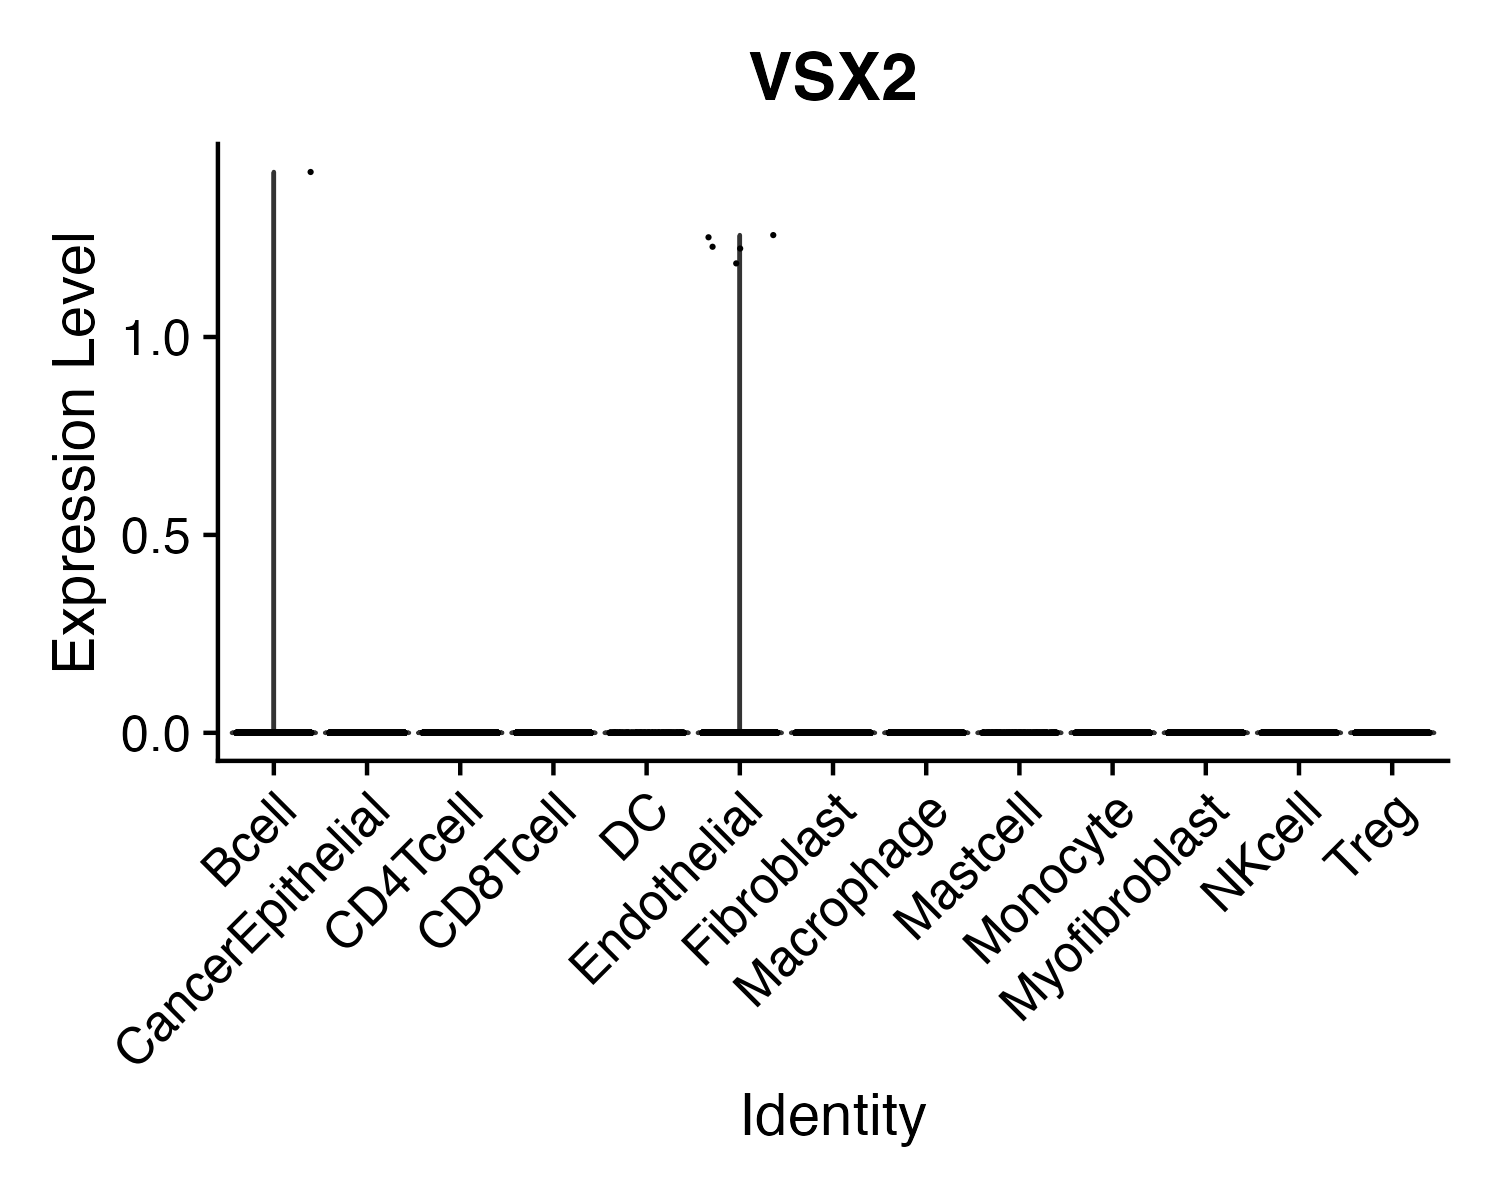 VSX2
Expression Level
1.0
0.5
0.0
Bcell
CancerEpithelial
CD4Tcell
CD8Tcell
DC
Endothelial
Fibroblast
Macrophage
Mastcell
Monocyte
Myofibroblast
NKcell
Treg
Identity